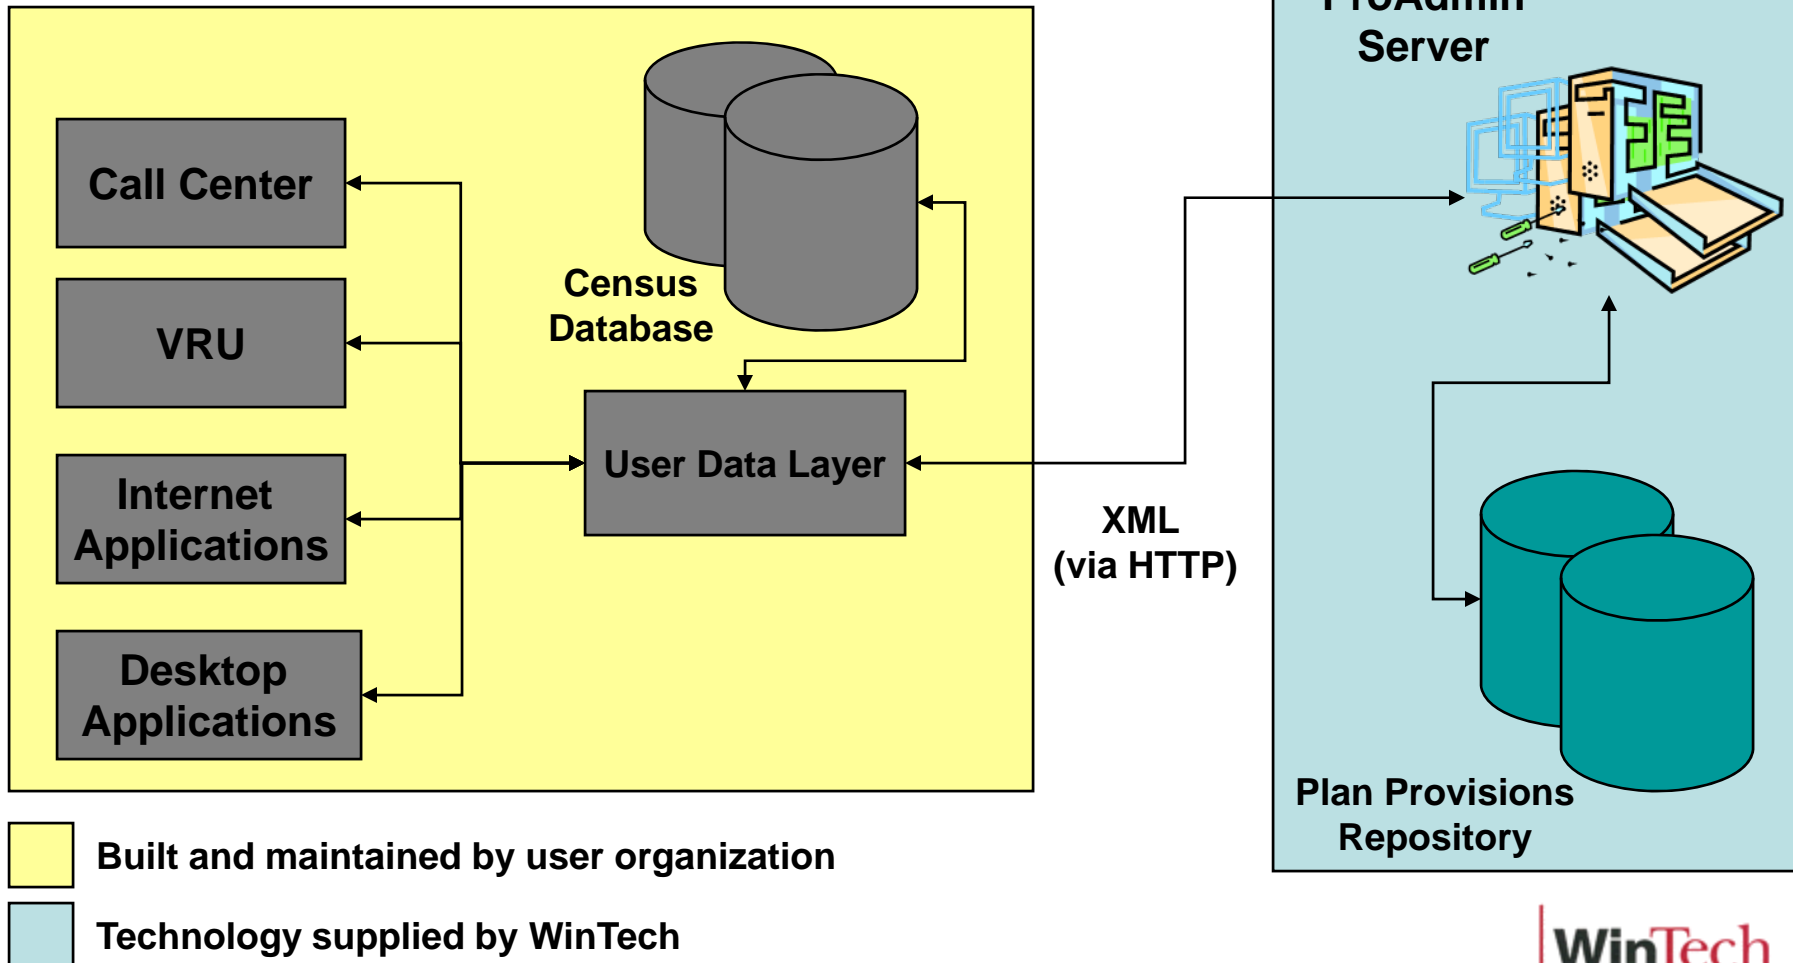 ProAdmin
Server
Call Center
VRU
Internet
Applications
Desktop
Applications
Census
Database
User Data Layer
XML
(via HTTP)
Plan Provisions
Repository
Built and maintained by user organization
Technology supplied by WinTech
WinTech